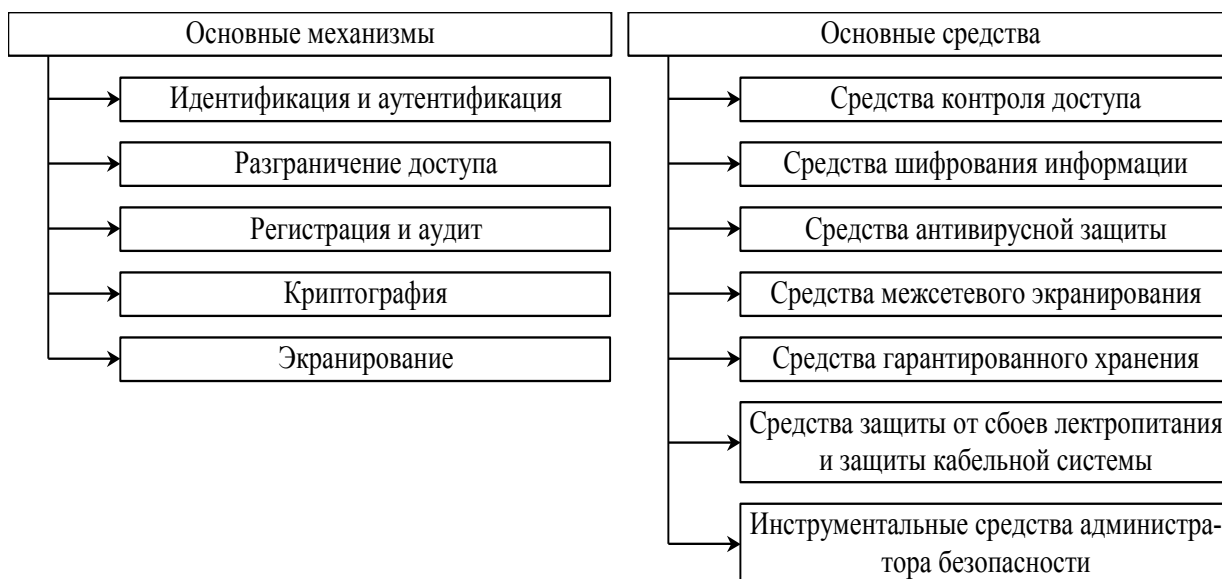 Основные механизмы
Идентификация и аутентификация
Разграничение доступа
Регистрация и аудит
Криптография
Экранирование
Основные средства
Средства контроля доступа
Средства шифрования информации
Средства антивирусной защиты
Средства межсетевого экранирования
Средства гарантированного хранения
Средства защиты от сбоев лектропитания
и защиты кабельной системы
Инструментальные средства администра-
тора безопасности